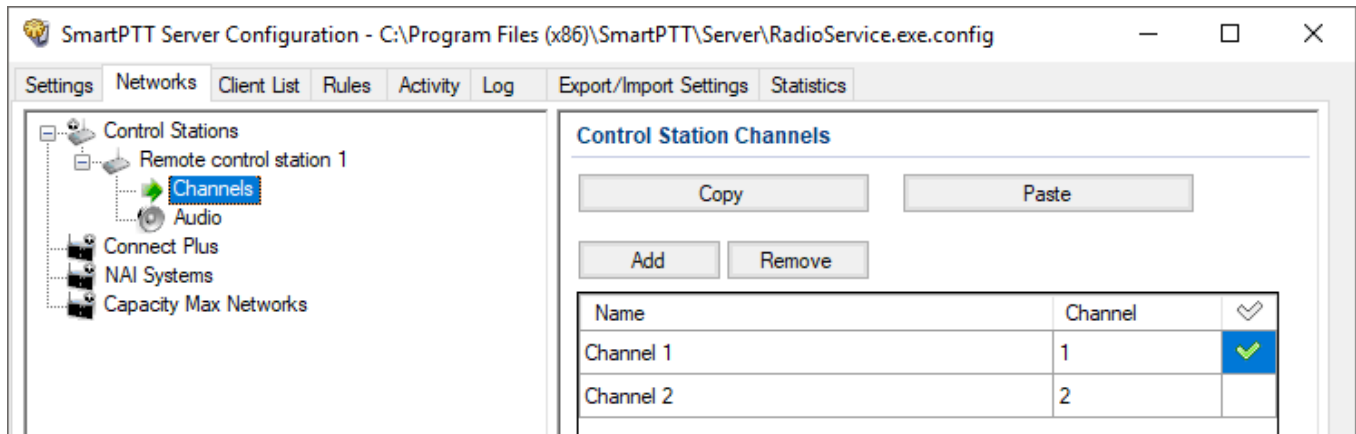 SmartPTT Server Configuration - C:\Program Files (x86)\SmartPTT\Server\RadioService.exe.config
Settings Networks Client List Rules Activity Log Export/Import Settings Statistics
Control Stations
Remote control station 1
Channels
Audio
Connect Plus
NAI Systems
Capacity Max Networks
Control Station Channels
Copy Paste
Add Remove
Name Channel
Channel 1 1
Channel 2 2